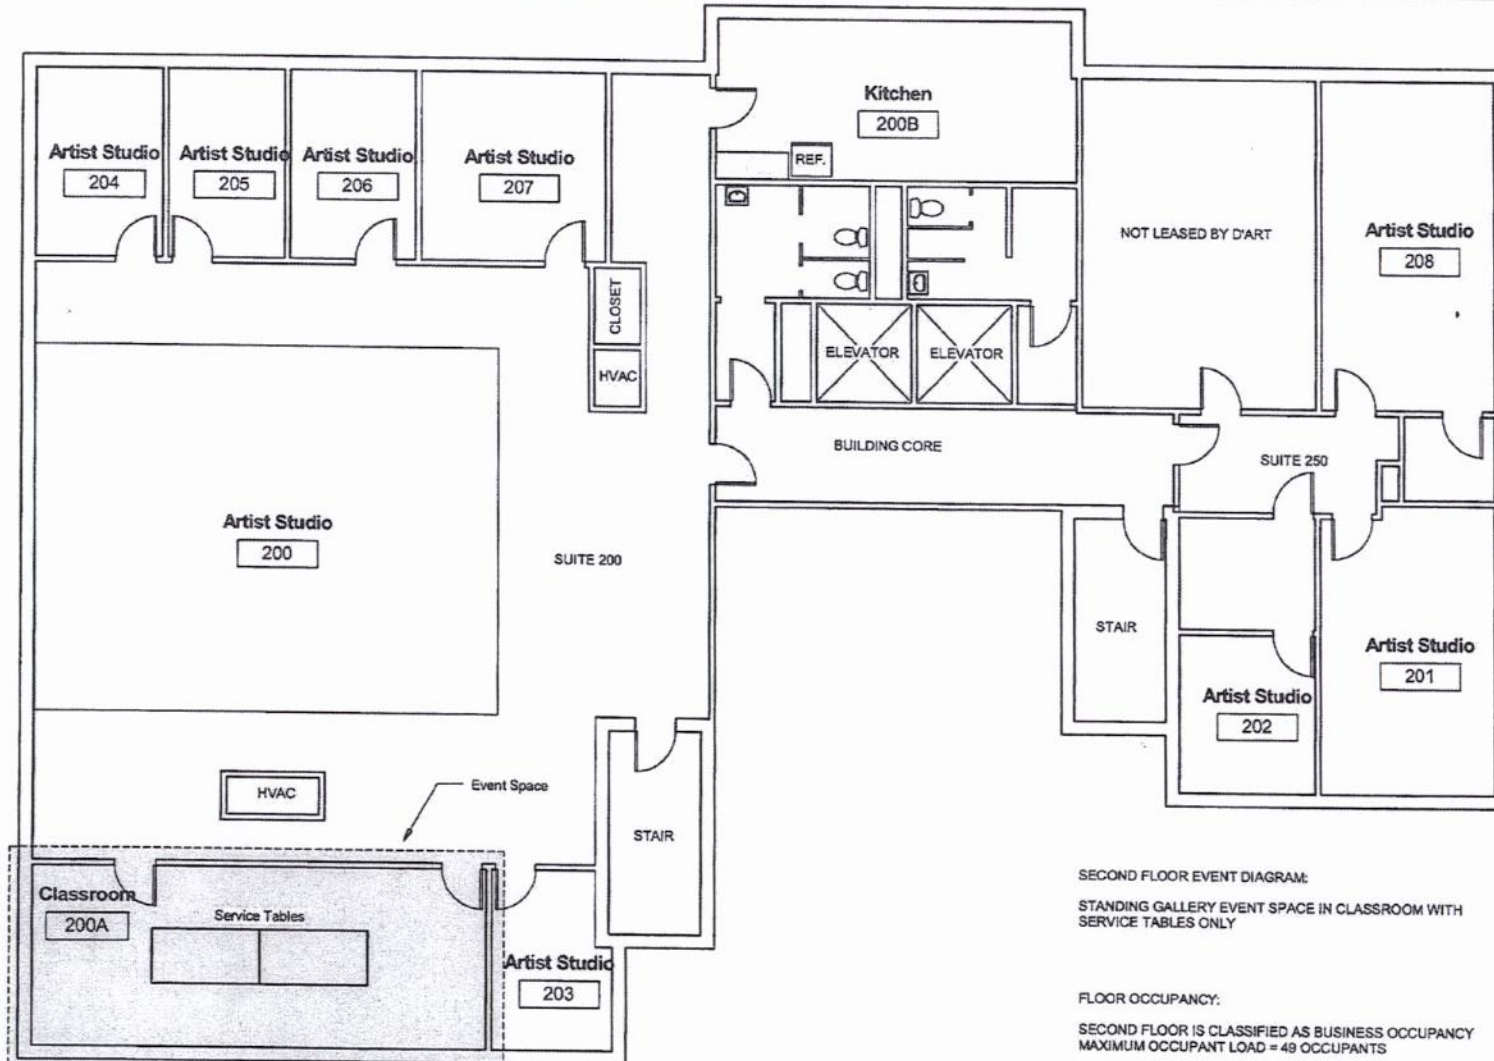 Kitchen
200B
REF.
Artist Studio
204
Artist Studio
205
Artist Studio
206
Artist Studio
207
NOT LEASED BY D'ART
Artist Studio
208
CLOSET
HVAC
ELEVATOR
ELEVATOR
BUILDING CORE
SUITE 250
Artist Studio
200
SUITE 200
STAIR
Artist Studio
201
Artist Studio
202
HVAC
Event Space
STAIR
Classroom
200A
Service Tables
Artist Studio
203
SECOND FLOOR EVENT DIAGRAM:
STANDING GALLERY EVENT SPACE IN CLASSROOM WITH
SERVICE TABLES ONLY
FLOOR OCCUPANCY:
SECOND FLOOR IS CLASSIFIED AS BUSINESS OCCUPANCY
MAXIMUM OCCUPANT LOAD = 49 OCCUPANTS